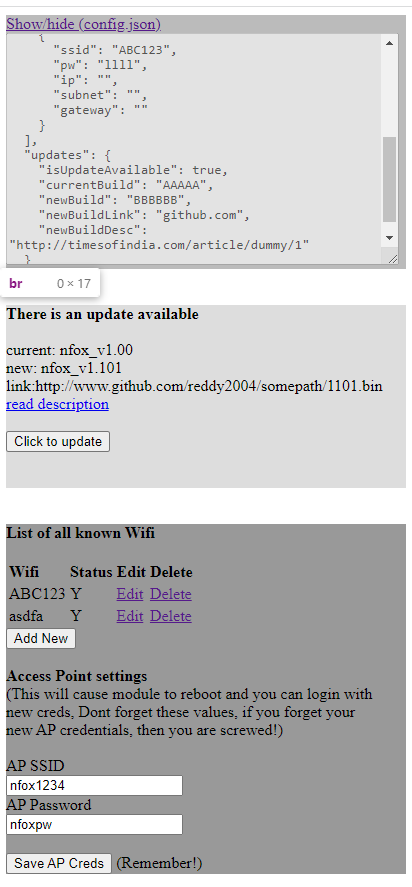 Show/hide (config.json)
{
"ssid": "ABC123",
"pw": "llll",
"ip": "",
"subnet": "",
"gateway": ""
}
],
"updates": {
"isUpdateAvailable": true,
"currentBuild": "AAAAA",
"newBuild": "BBBBBB",
"newBuildLink": "github.com",
"newBuildDesc":
"http://timesofindia.com/article/dummy/1"
}
br 0 × 17
There is an update available
current: nfox_v1.00
new: nfox_v1.101
link:http://www.github.com/reddy2004/somepath/1101.bin
read description
Click to update
List of all known Wifi
Wifi Status Edit Delete
ABC123 Y Edit Delete
asdfa Y Edit Delete
Add New
Access Point settings
(This will cause module to reboot and you can login with
new creds, Dont forget these values, if you forget your
new AP credentials, then you are screwed!)
AP SSID
nfox1234
AP Password
nfoxpw
Save AP Creds (Remember!)